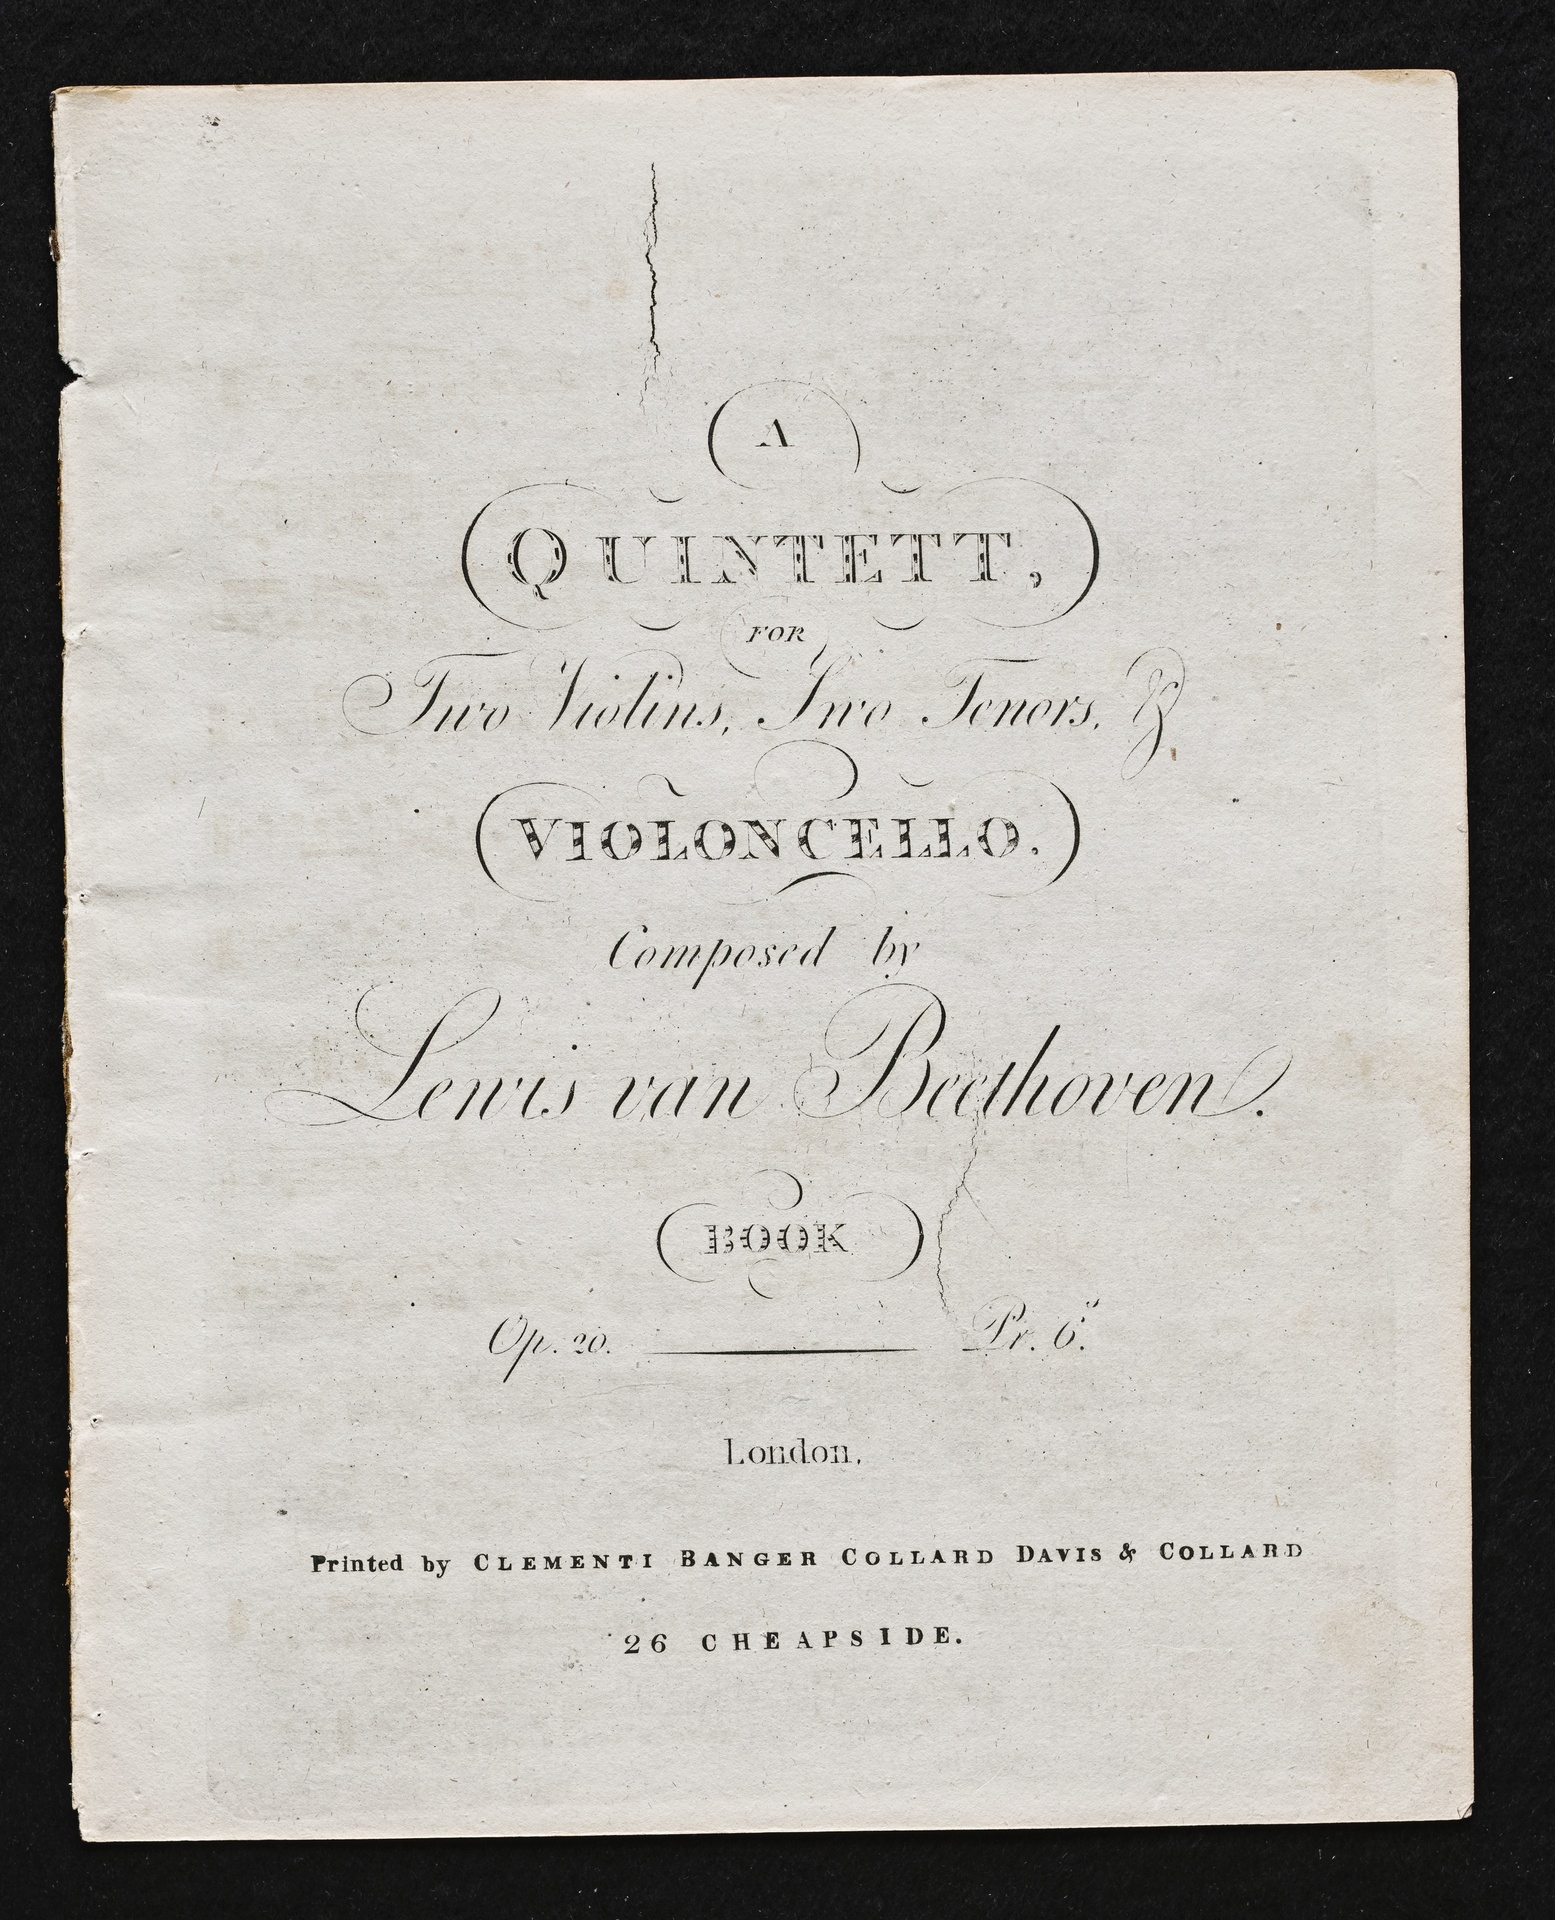 A
QUINTETT,
FOR
Two Violins, Two Tenors, &
VIOLONCELLO.
Composed by
Lewis van Beethoven.
BOOK
Op. 20. Pr. 6.s
London,
Printed by CLEMENTI BANGER COLLARD DAVIS & COLLARD
26 CHEAPSIDE.